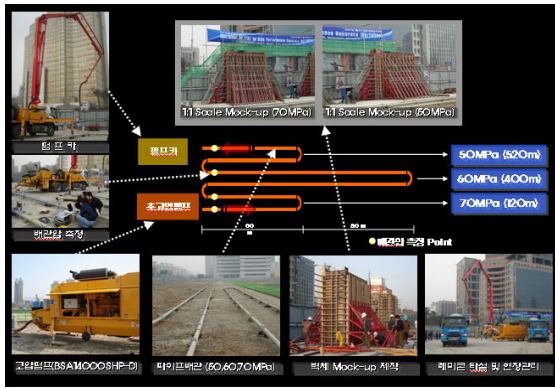 1:1 Scale Mock-up (70MPa)
1:1 Scale Mock-up (50MPa)
펌프카
펌프카
50MPa (520m)
60MPa (400m)
70MPa (120m)
배관압 측정
초고압펌프
60
m
80 m
배관압 측정 Point
고압펌프(BSA14000SHP-D)
파이프배관 (50,60,70MPa)
벽체 Mock-up 제작
레미콘 타설 및 현장관리